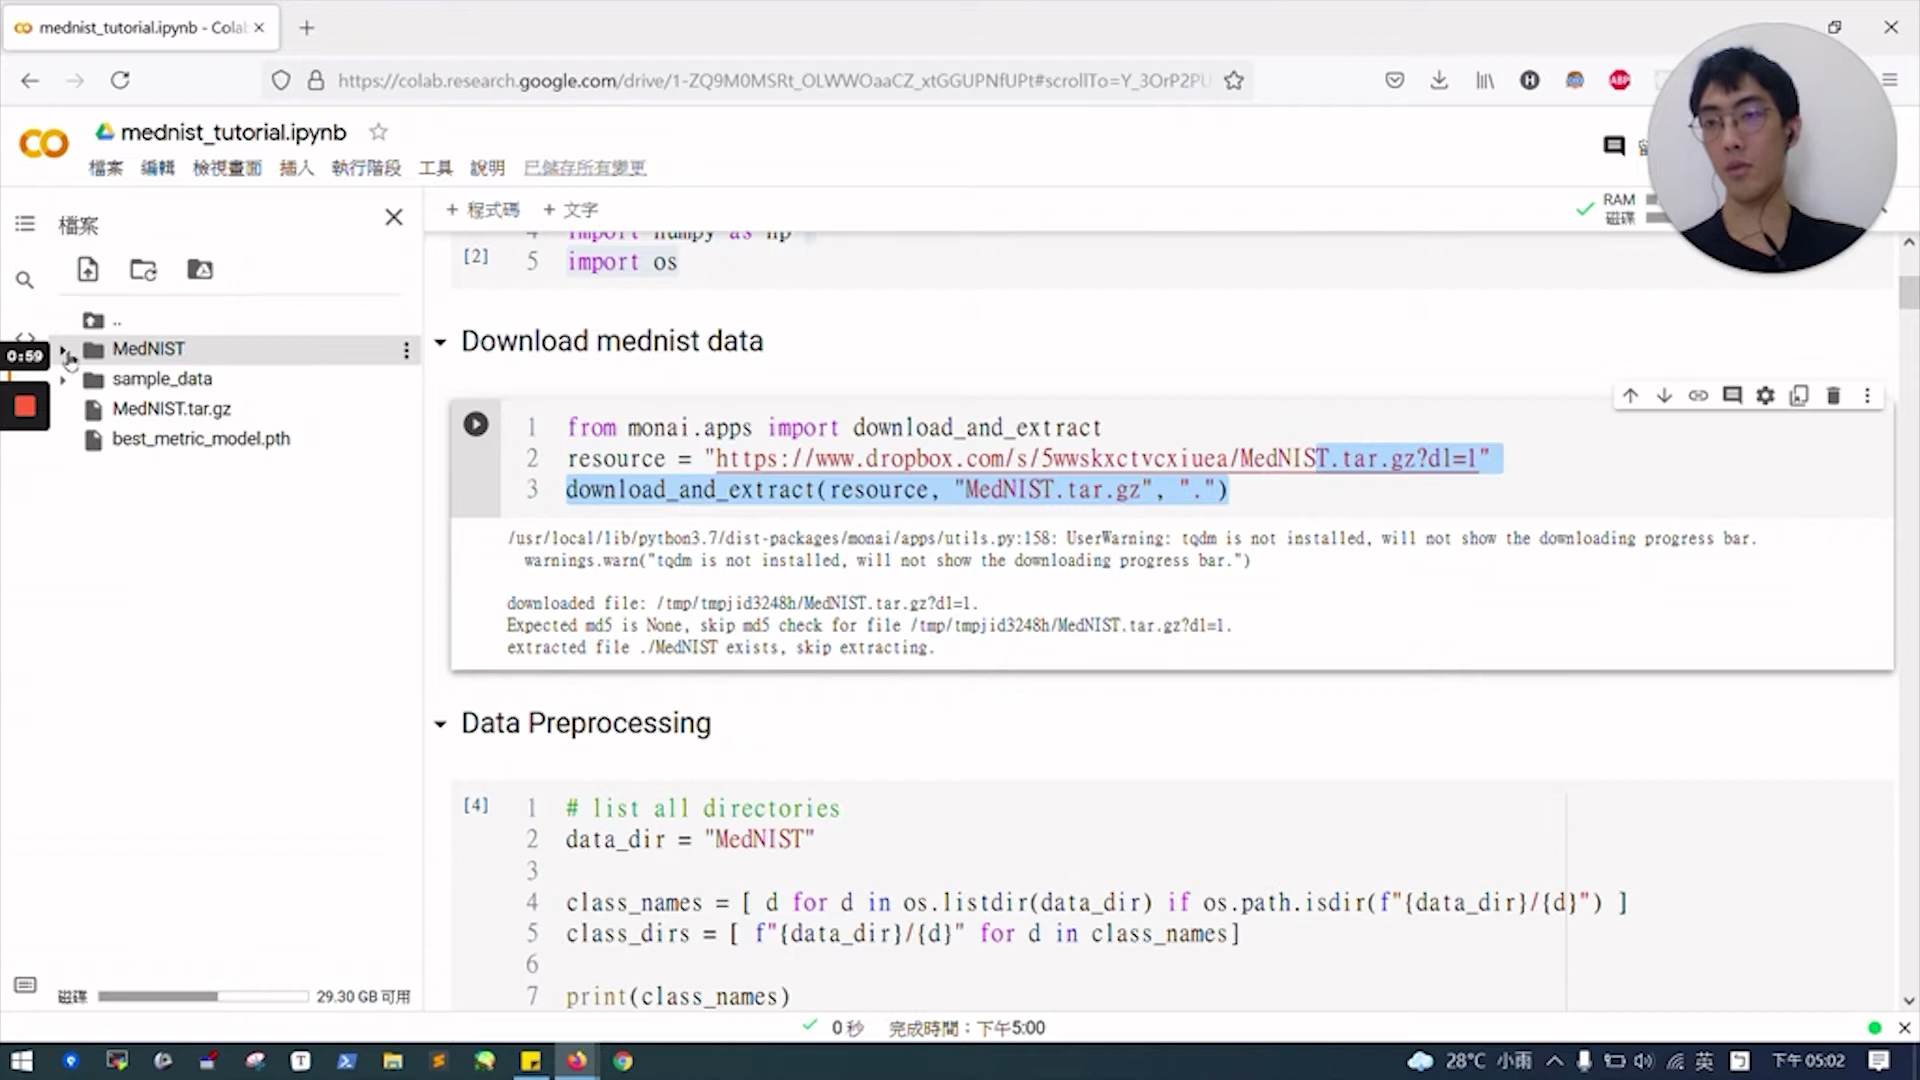 mednist_tutorial.ipynb - Cola
https://colab.research.google.com/drive/1-ZQ9M0MSRt_OLWWOaaCZ_xtGGUPNfUPt#scrollTo=Y_3OrP2PU
ABP
mednist_tutorial.ipynb
檔案 編輯 檢視畫面 插入 執行階段 工具 說明 已儲存所有變更
檔案
+ 程式碼 + 文字
RAM
磁碟
..
MedNIST
sample_data
MedNIST.tar.gz
best_metric_model.pth
0:59
4 import numpy as np
[2] 5 import os
Download mednist data
1 from monai.apps import download_and_extract
2 resource = "https://www.dropbox.com/s/5wwskxctvcxiuea/MedNIST.tar.gz?dl=1"
3 download_and_extract(resource, "MedNIST.tar.gz", ".")
/usr/local/lib/python3.7/dist-packages/monai/apps/utils.py:158: UserWarning: tqdm is not installed, will not show the downloading progress bar.
warnings.warn("tqdm is not installed, will not show the downloading progress bar.")
downloaded file: /tmp/tmpjid3248h/MedNIST.tar.gz?dl=1.
Expected md5 is None, skip md5 check for file /tmp/tmpjid3248h/MedNIST.tar.gz?dl=1.
extracted file ./MedNIST exists, skip extracting.
Data Preprocessing
[4] 1 # list all directories
2 data_dir = "MedNIST"
3
4 class_names = [ d for d in os.listdir(data_dir) if os.path.isdir(f"{data_dir}/{d}") ]
5 class_dirs = [ f"{data_dir}/{d}" for d in class_names]
6
7 print(class_names)
磁碟 29.30 GB 可用
0 秒 完成時間：下午5:00
28°C 小雨 英 下午 05:02